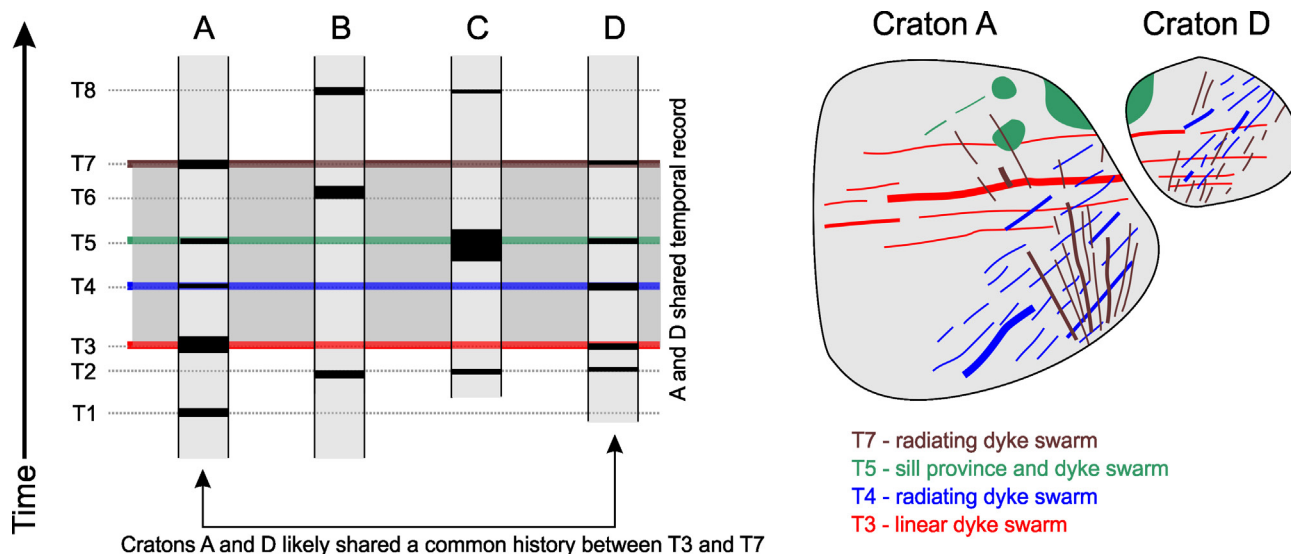 A B C D
Craton A
Craton D
T8
T7
T6
T5
T4
T3
T2
T1
Time
A and D shared temporal record
Cratons A and D likely shared a common history between T3 and T7
T7 - radiating dyke swarm
T5 - sill province and dyke swarm
T4 - radiating dyke swarm
T3 - linear dyke swarm